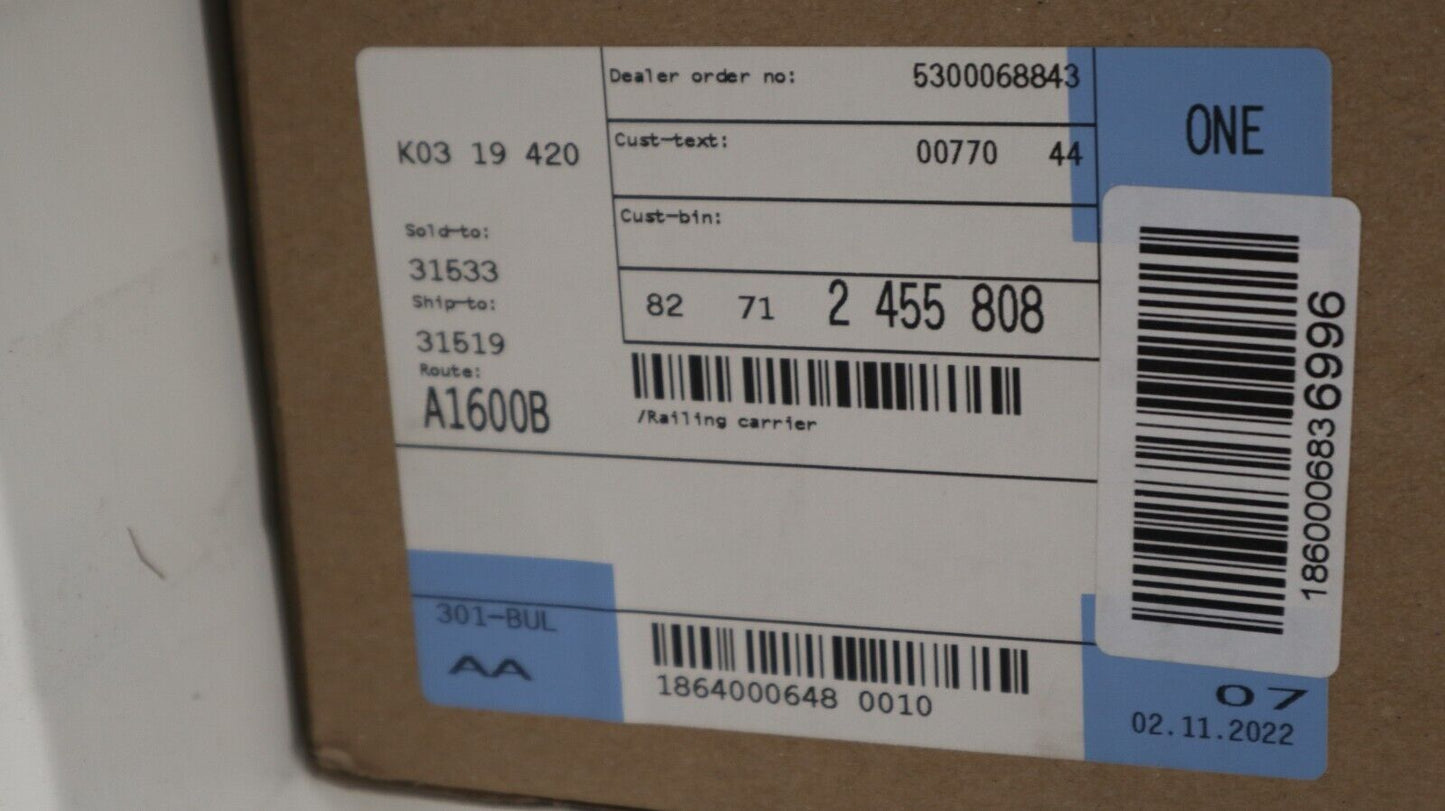 K03 19 420
Sold-to:
31533
Ship-to:
31519
Route:
A1600B
Dealer order no: 5300068843
Cust-text: 00770 44
Cust-bin:
82 71 2 455 808
/Railing carrier
ONE
186000683 6996
301-BUL
AA
1864000648 0010
07
02.11.2022